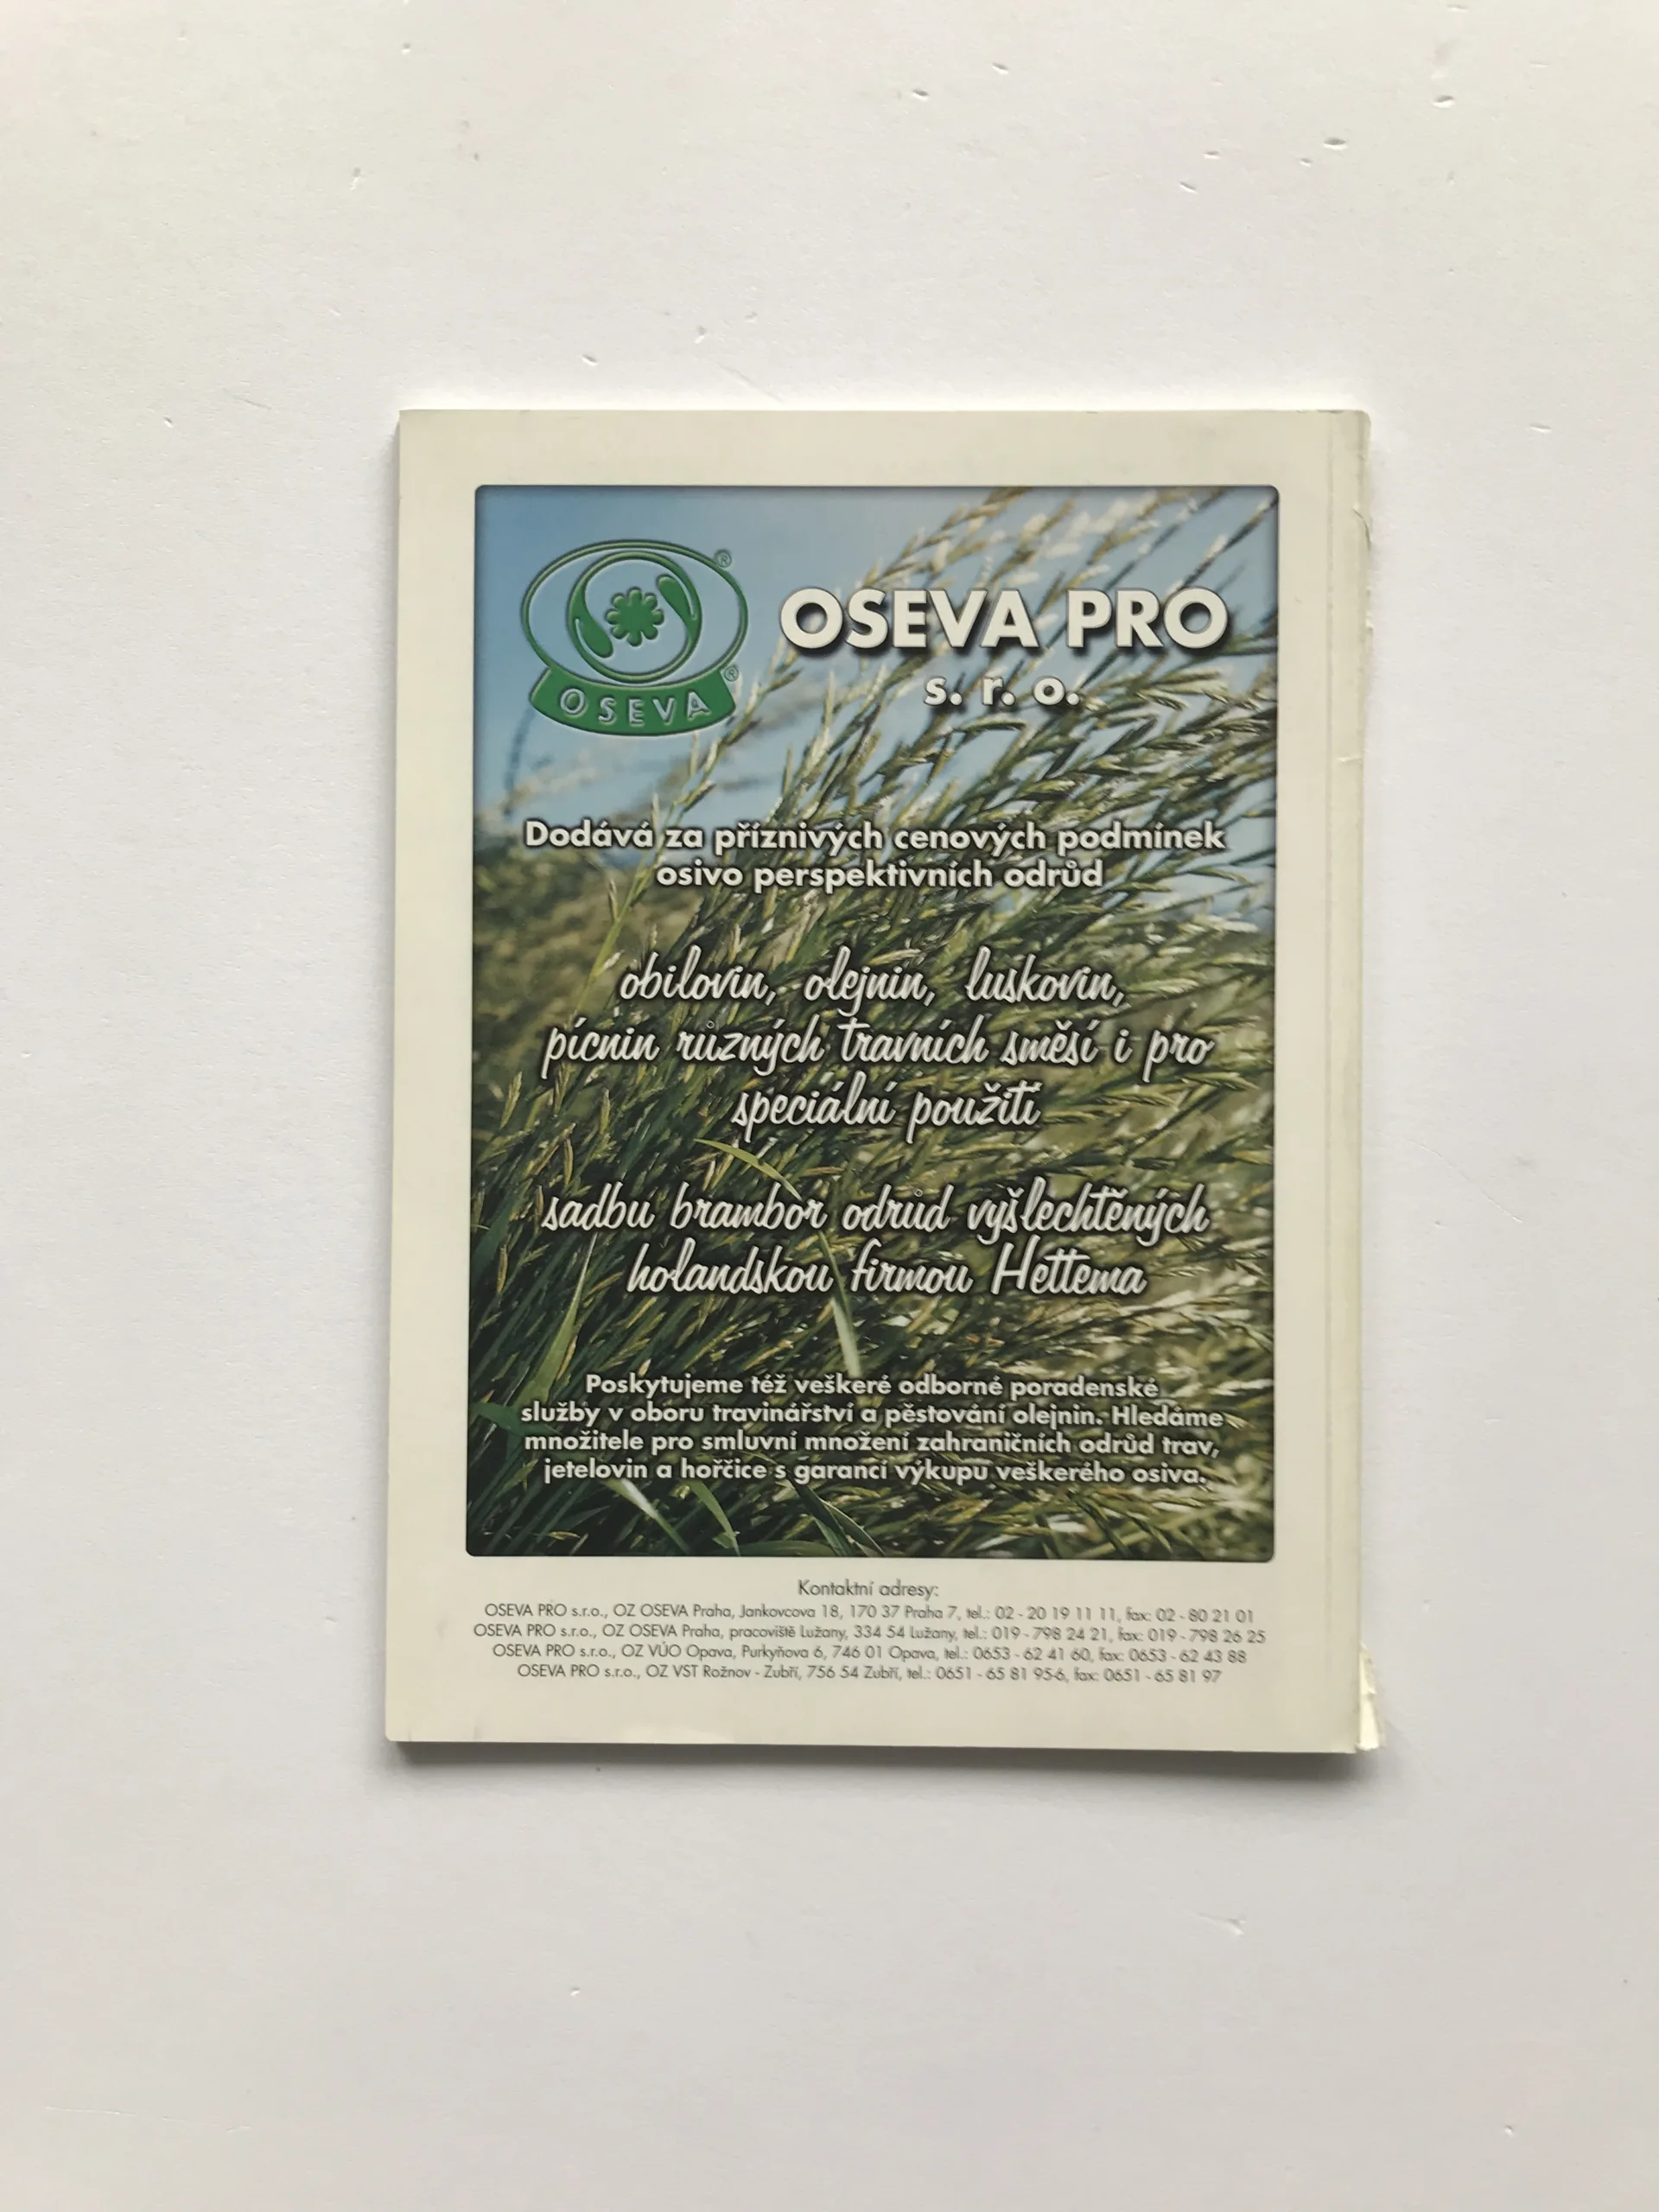 ®
®
OSEVA
OSEVA PRO
s. r. o.
Dodává za příznivých cenových podmínek
osivo perspektivních odrůd
obilovin, olejnin, luskovin,
pícnin různých travních směsí i pro
speciální použití
sadbu brambor odrůd vyšlechtěných
holandskou firmou Hettema
Poskytujeme též veškeré odborné poradenské
služby v oboru travinářství a pěstování olejnin. Hledáme
množitele pro smluvní množení zahraničních odrůd trav,
jetelovin a hořčice s garancí výkupu veškerého osiva.
Kontaktní adresy:
OSEVA PRO s.r.o., OZ OSEVA Praha, Jankovcova 18, 170 37 Praha 7, tel.: 02 - 20 19 11 11, fax: 02 - 80 21 01
OSEVA PRO s.r.o., OZ OSEVA Praha, pracoviště Lužany, 334 54 Lužany, tel.: 019 - 798 24 21, fax: 019 - 798 26 25
OSEVA PRO s.r.o., OZ VÚO Opava, Purkyňova 6, 746 01 Opava, tel.: 0653 - 62 41 60, fax: 0653 - 62 43 88
OSEVA PRO s.r.o., OZ VST Rožnov - Zubří, 756 54 Zubří, tel.: 0651 - 65 81 95-6, fax: 0651 - 65 81 97